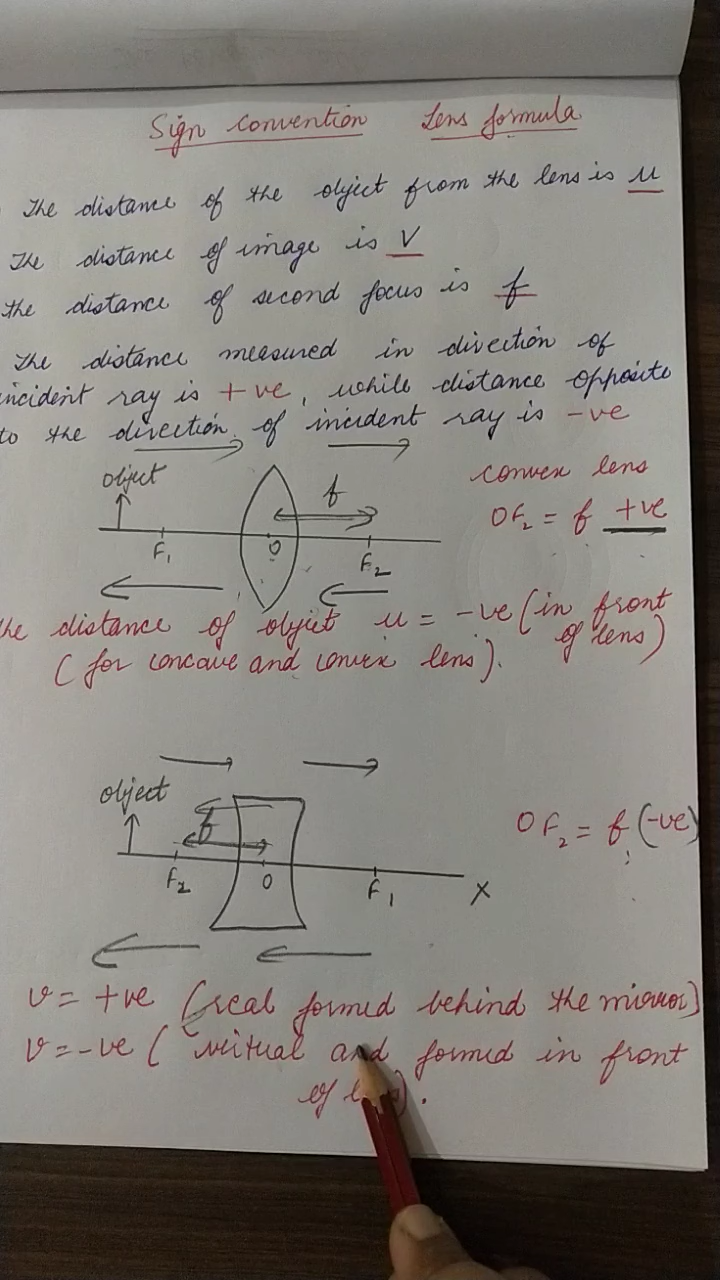 Sign convention Lens formula
The distance of the object from the lens is u
The distance of image is V
the distance of second focus is f
The distance measured in direction of
incident ray is +ve, while distance opposite
to the direction of incident ray is -ve
object
f
convex lens
OF₂ = f +ve
F₁
O
F₂
the distance of object u = -ve (in front
of lens)
(for concave and convex lens).
object
f
OF₂ = f (-ve)
F₂
O
F₁
X
v = +ve (real formed behind the mirror)
v = -ve (virtual and formed in front
of